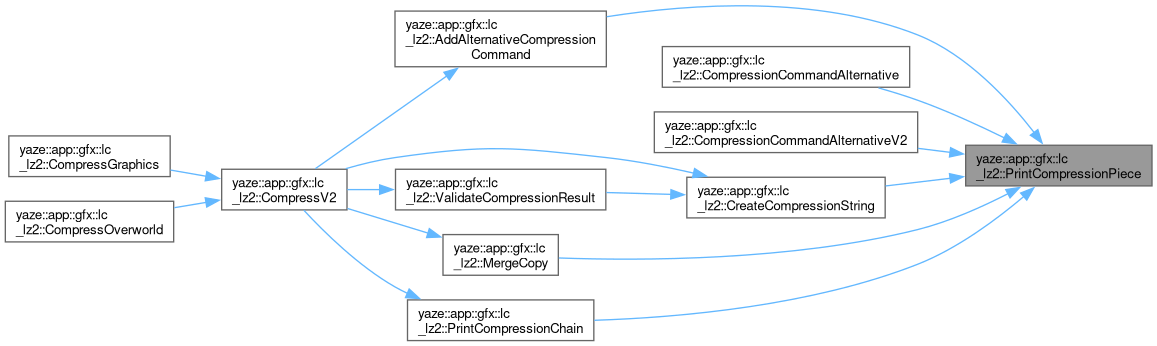 yaze::app::gfx::lc
_lz2::AddAlternativeCompression
Command
yaze::app::gfx::lc
_lz2::CompressionCommandAlternative
yaze::app::gfx::lc
_lz2::CompressionCommandAlternativeV2
yaze::app::gfx::lc
_lz2::CompressGraphics
yaze::app::gfx::lc
_lz2::PrintCompressionPiece
yaze::app::gfx::lc
_lz2::CompressV2
yaze::app::gfx::lc
_lz2::ValidateCompressionResult
yaze::app::gfx::lc
_lz2::CreateCompressionString
yaze::app::gfx::lc
_lz2::CompressOverworld
yaze::app::gfx::lc
_lz2::MergeCopy
yaze::app::gfx::lc
_lz2::PrintCompressionChain